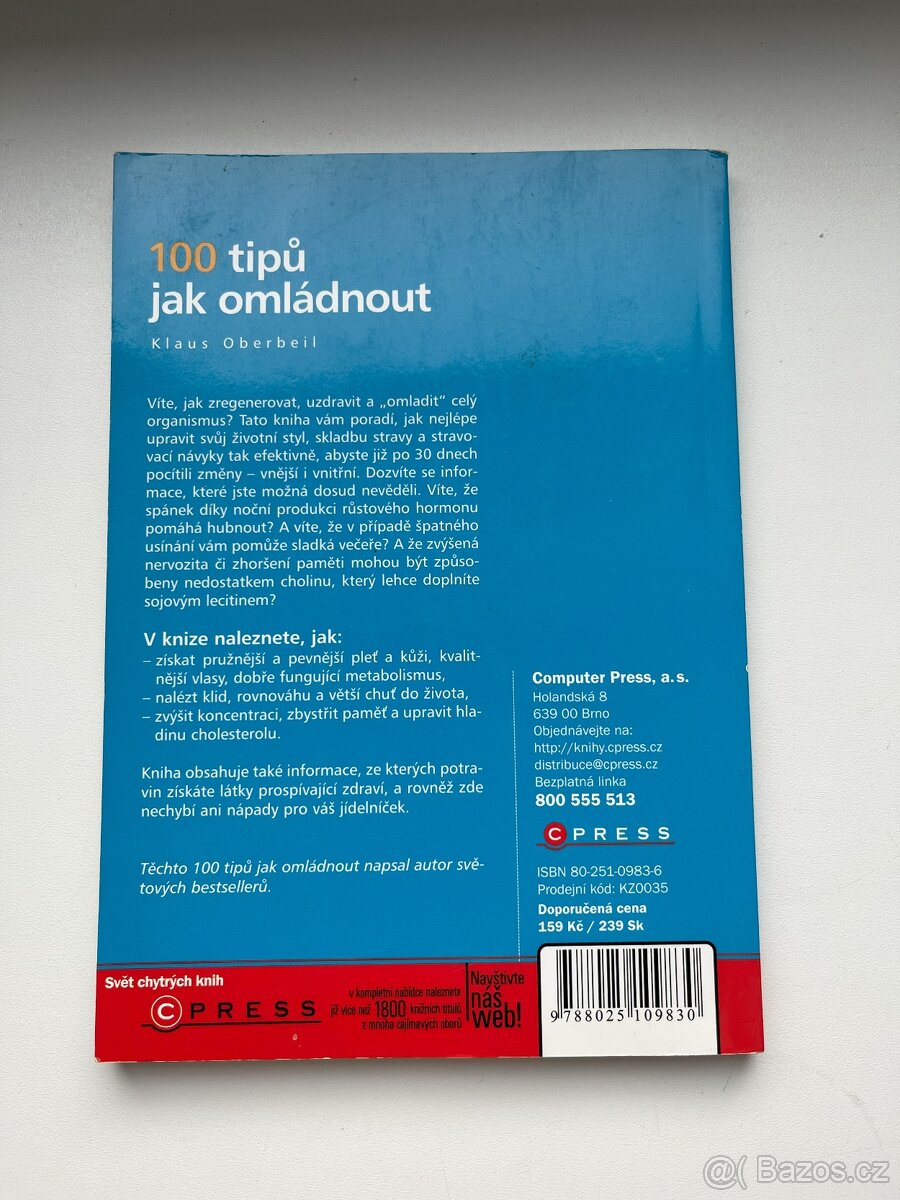 100 tipů
jak omládnout
Klaus Oberbeil
Víte, jak zregenerovat, uzdravit a „omladit“ celý
organismus? Tato kniha vám poradí, jak nejlépe
upravit svůj životní styl, skladbu stravy a stravo-
vací návyky tak efektivně, abyste již po 30 dnech
pocítili změny – vnější i vnitřní. Dozvíte se infor-
mace, které jste možná dosud nevěděli. Víte, že
spánek díky noční produkci růstového hormonu
pomáhá hubnout? A víte, že v případě špatného
usínání vám pomůže sladká večeře? A že zvýšená
nervozita či zhoršení paměti mohou být způso-
beny nedostatkem cholinu, který lehce doplníte
sojovým lecitinem?
V knize naleznete, jak:
– získat pružnější a pevnější pleť a kůži, kvalit-
nější vlasy, dobře fungující metabolismus,
– nalézt klid, rovnováhu a větší chuť do života,
– zvýšit koncentraci, zbystřit paměť a upravit hla-
dinu cholesterolu.
Kniha obsahuje také informace, ze kterých potra-
vin získáte látky prospívající zdraví, a rovněž zde
nechybí ani nápady pro váš jídelníček.
Těchto 100 tipů jak omládnout napsal autor svě-
tových bestsellerů.
Computer Press, a.s.
Holandská 8
639 00 Brno
Objednávejte na:
http://knihy.cpress.cz
distribuce@cpress.cz
Bezplatná linka
800 555 513
CPRESS
ISBN 80-251-0983-6
Prodejní kód: KZ0035
Doporučená cena
159 Kč / 239 Sk
Svět chytrých knih
CPRESS
v kompletní nabídce naleznete
již více než 1800 knižních titulů
z mnoha zajímavých oborů
Navštivte
náš
web!
9 788025 109830
@( Bazos.cz